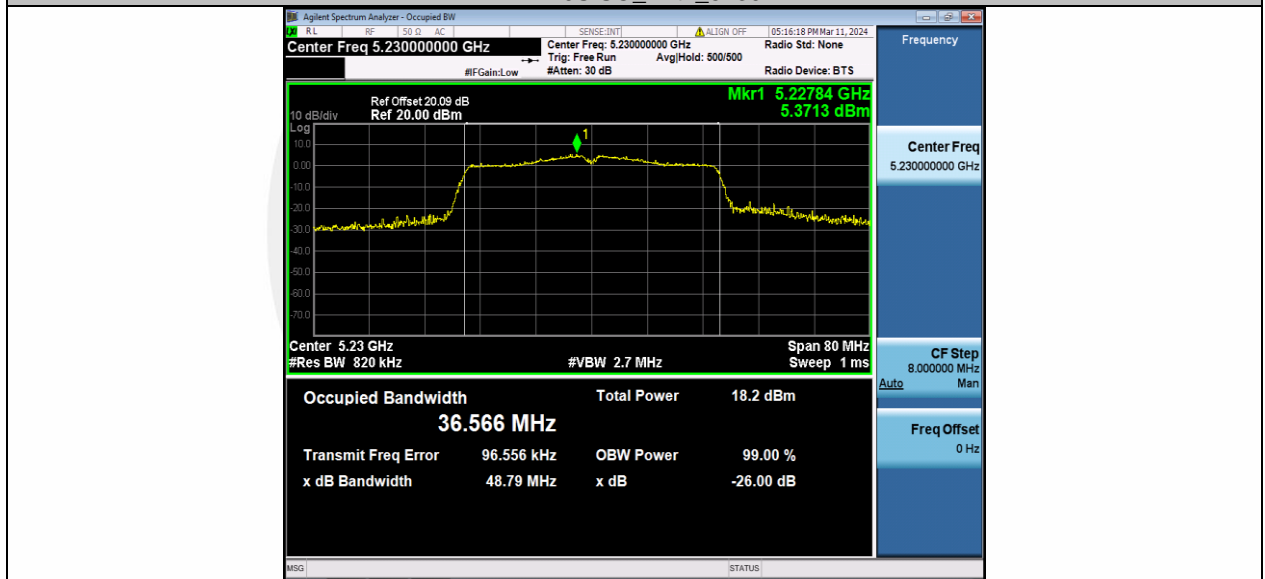 Agilent Spectrum Analyzer - Occupied BW
RL RF 50 Ω AC SENSE:INT ALIGN OFF 05:16:18 PM Mar 11, 2024
Center Freq 5.230000000 GHz Center Freq: 5.230000000 GHz Radio Std: None
Trig: Free Run Avg|Hold: 500/500
#IFGain:Low #Atten: 30 dB Radio Device: BTS
Mkr1 5.22784 GHz
5.3713 dBm
Ref Offset 20.09 dB
10 dB/div Ref 20.00 dBm
Log
10.0
0.00
-10.0
-20.0
-30.0
-40.0
-50.0
-60.0
-70.0
1
Center 5.23 GHz Span 80 MHz
#Res BW 820 kHz #VBW 2.7 MHz Sweep 1 ms
Occupied Bandwidth Total Power 18.2 dBm
36.566 MHz
Transmit Freq Error 96.556 kHz OBW Power 99.00 %
x dB Bandwidth 48.79 MHz x dB -26.00 dB
MSG STATUS
Frequency
Center Freq
5.230000000 GHz
CF Step
8.000000 MHz
Auto Man
Freq Offset
0 Hz